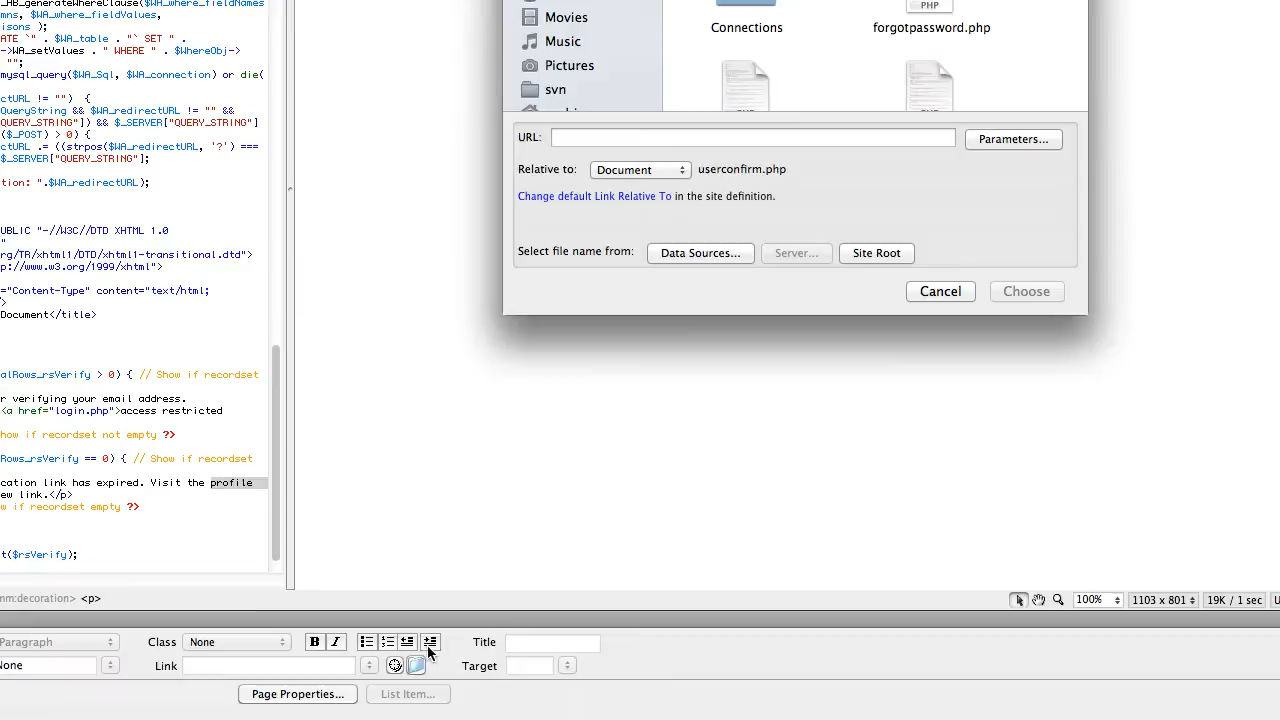 _AB_generateWhereClause($WA_where_fieldNames
mns, $WA_where_fieldValues,
isons );
ATE `" . $WA_table . "` SET " .
->WA_setValues . " WHERE " . $WhereObj->
"";
mysql_query($WA_Sql, $WA_connection) or die(
ctURL != "") {
QueryString) && $WA_redirectURL != "" &&
QUERY_STRING"]) && $_SERVER["QUERY_STRING"]
($_POST) > 0) {
ctURL .= ((strpos($WA_redirectURL, '?') ===
$_SERVER["QUERY_STRING"];
tion: ".$WA_redirectURL);
UBLIC "-//W3C//DTD XHTML 1.0
"
rg/TR/xhtml1/DTD/xhtml1-transitional.dtd">
p://www.w3.org/1999/xhtml">
="Content-Type" content="text/html;
>
Document</title>
alRows_rsVerify > 0) { // Show if recordset
r verifying your email address.
<a href="login.php">access restricted
how if recordset not empty ?>
Rows_rsVerify == 0) { // Show if recordset
cation link has expired. Visit the profile
ew link.</p>
w if recordset empty ?>
t($rsVerify);
mm:decoration> <p>
Movies
Music
Pictures
svn
Connections
PHP
forgotpassword.php
URL:
Parameters...
Relative to: Document userconfirm.php
Change default Link Relative To in the site definition.
Select file name from: Data Sources... Server... Site Root
Cancel Choose
100% 1103 x 801 19K / 1 sec
Paragraph Class None B I Title
None Link Target
Page Properties... List Item...